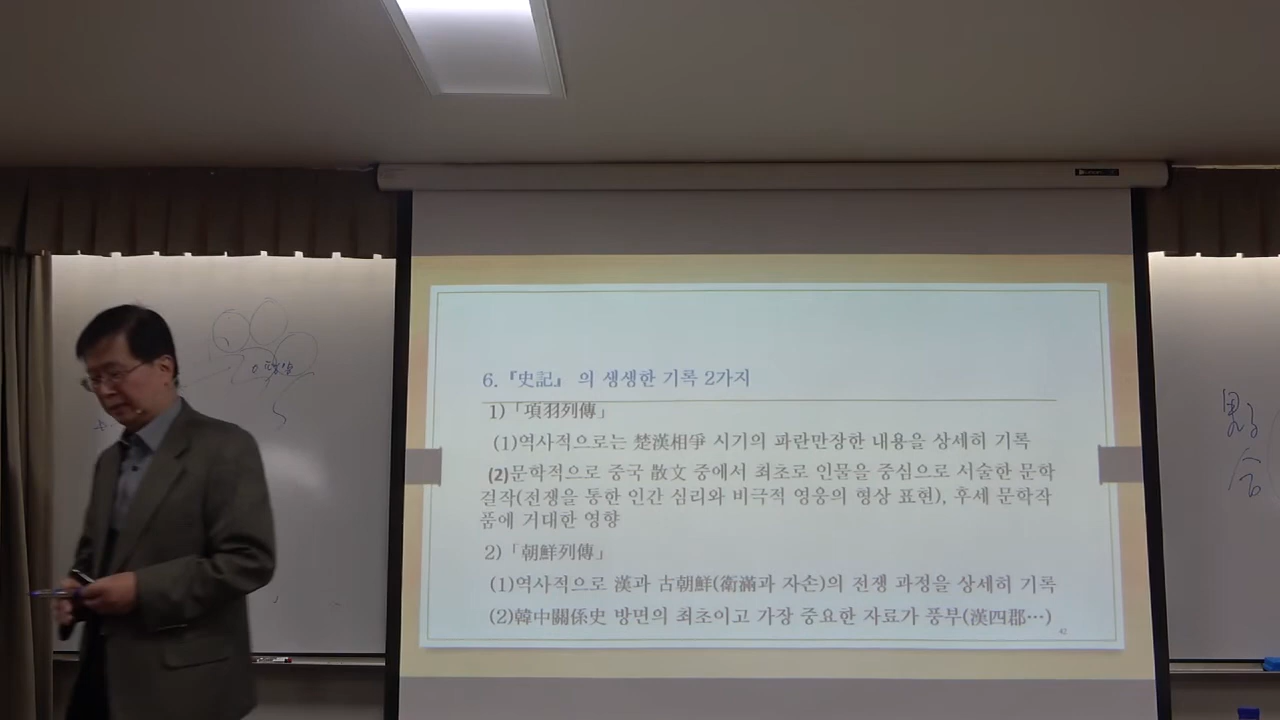 6.『史記』 의 생생한 기록 2가지
1)「項羽列傳」
(1)역사적으로는 楚漢相爭 시기의 파란만장한 내용을 상세히 기록
(2)문학적으로 중국 散文 중에서 최초로 인물을 중심으로 서술한 문학
걸작(전쟁을 통한 인간 심리와 비극적 영웅의 형상 표현), 후세 문학작
품에 거대한 영향
2)「朝鮮列傳」
(1)역사적으로 漢과 古朝鮮(衛滿과 자손)의 전쟁 과정을 상세히 기록
(2)韓中關係史 방면의 최초이고 가장 중요한 자료가 풍부(漢四郡…)
42